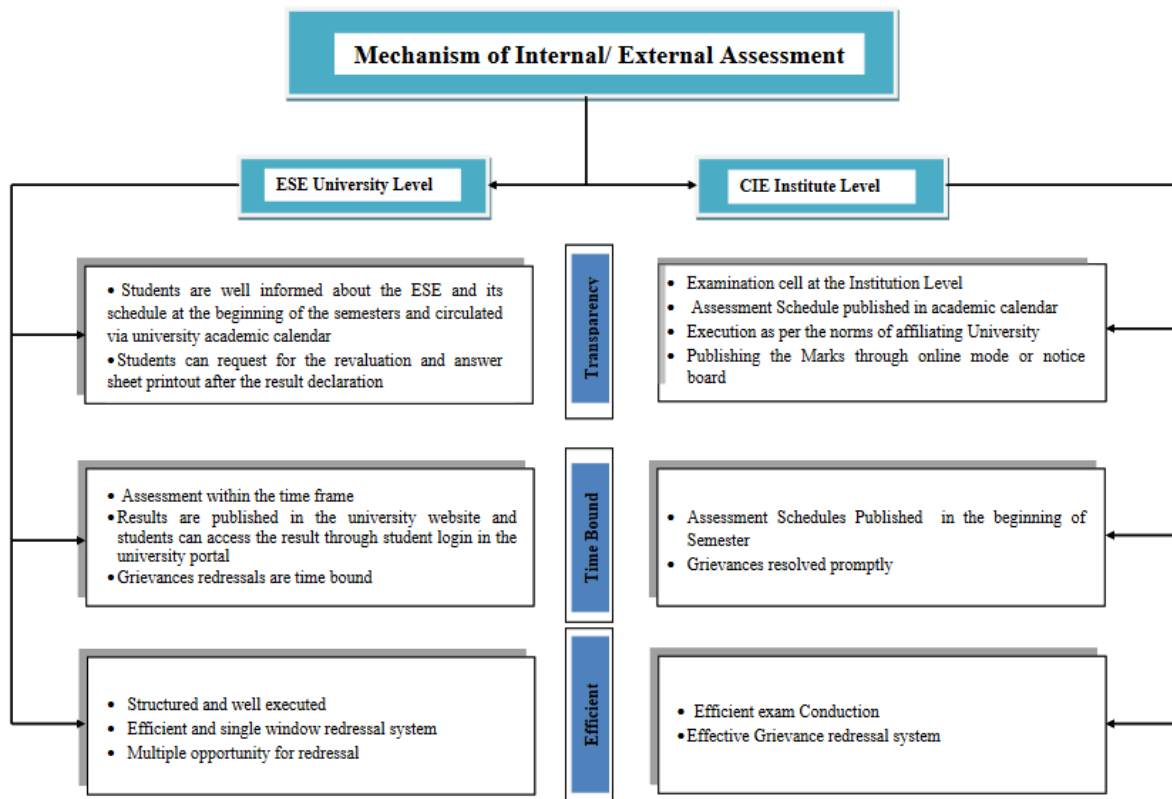 Mechanism of Internal/ External Assessment
ESE University Level
CIE Institute Level
• Students are well informed about the ESE and its
schedule at the beginning of the semesters and circulated
via university academic calendar
• Students can request for the revaluation and answer
sheet printout after the result declaration
Transparency
• Examination cell at the Institution Level
• Assessment Schedule published in academic calendar
• Execution as per the norms of affiliating University
• Publishing the Marks through online mode or notice
board
• Assessment within the time frame
• Results are published in the university website and
students can access the result through student login in the
university portal
• Grievances redressals are time bound
Time Bound
• Assessment Schedules Published in the beginning of
Semester
• Grievances resolved promptly
• Structured and well executed
• Efficient and single window redressal system
• Multiple opportunity for redressal
Efficient
• Efficient exam Conduction
• Effective Grievance redressal system